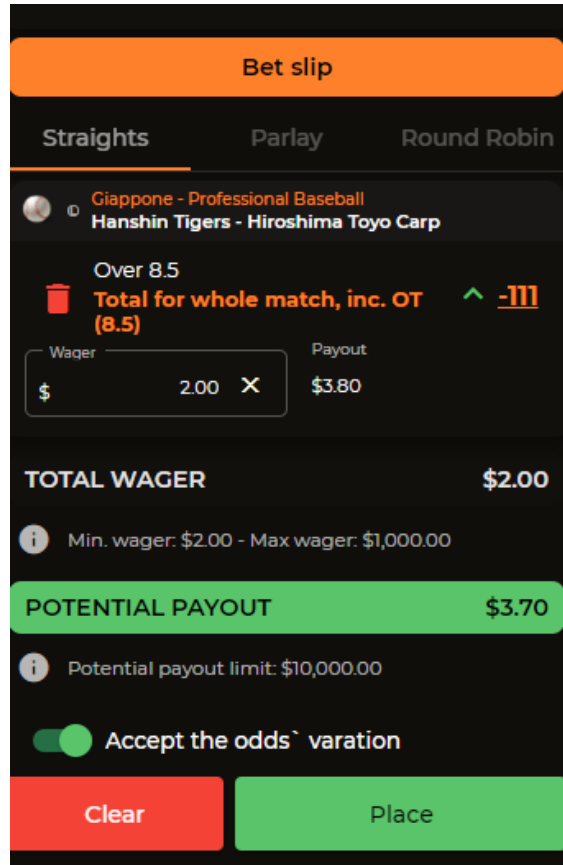 Bet slip
Straights Parlay Round Robin
© Giappone - Professional Baseball
Hanshin Tigers - Hiroshima Toyo Carp
Over 8.5
Total for whole match, inc. OT -111
(8.5)
Wager Payout
$ 2.00 $3.80
TOTAL WAGER $2.00
Min. wager: $2.00 - Max wager: $1,000.00
POTENTIAL PAYOUT $3.70
Potential payout limit: $10,000.00
Accept the odds` varation
Clear Place